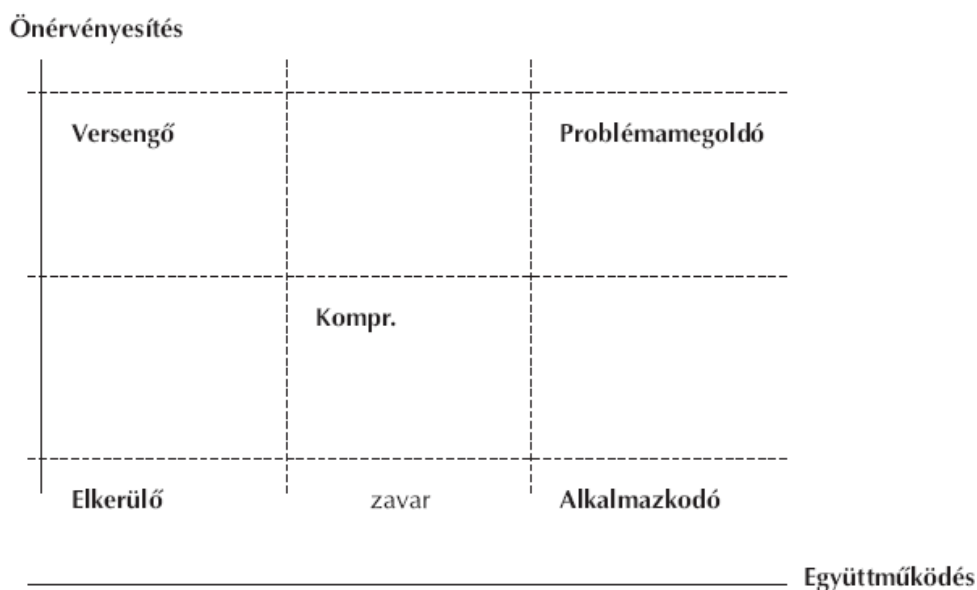 Önérvényesítés
Versengő Problémamegoldó
Kompr.
Elkerülő zavar Alkalmazkodó
Együttműködés